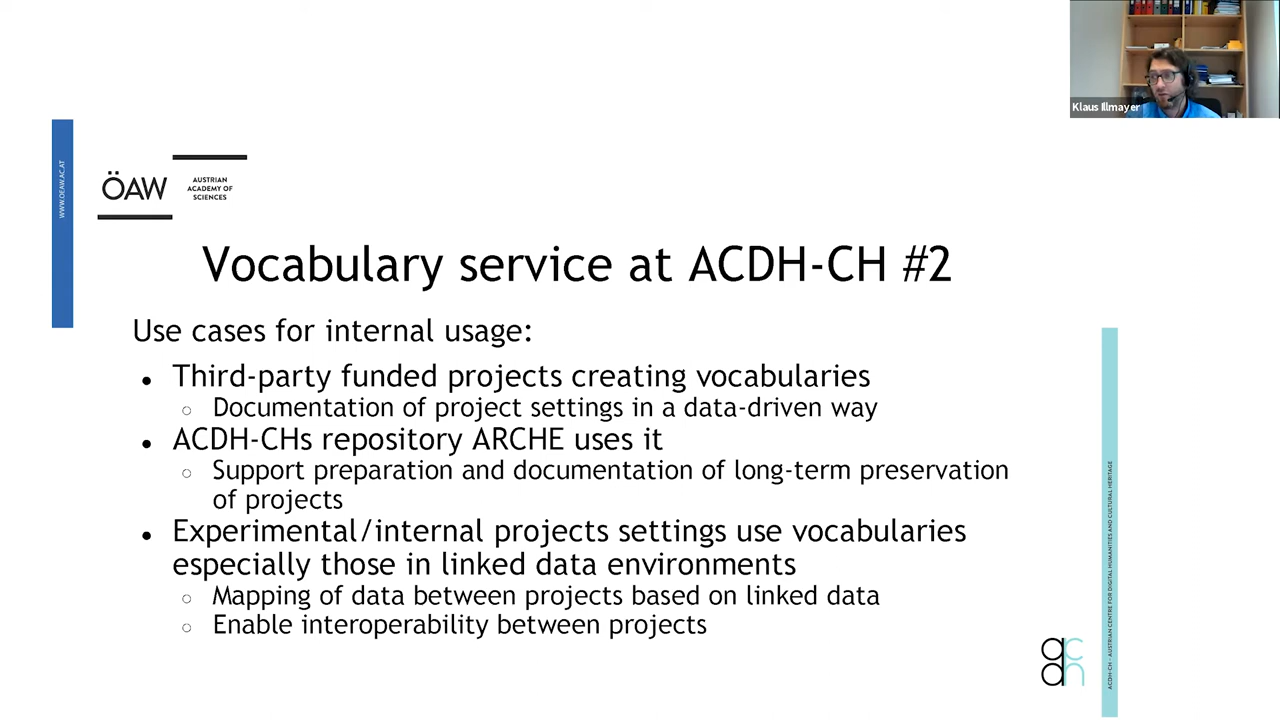 Klaus Illmayer
WWW.OEAW.AC.AT
ÖAW
AUSTRIAN
ACADEMY OF
SCIENCES
Vocabulary service at ACDH-CH #2
Use cases for internal usage:
● Third-party funded projects creating vocabularies
○ Documentation of project settings in a data-driven way
● ACDH-CHs repository ARCHE uses it
○ Support preparation and documentation of long-term preservation
of projects
● Experimental/internal projects settings use vocabularies
especially those in linked data environments
○ Mapping of data between projects based on linked data
○ Enable interoperability between projects
ACDH-CH – AUSTRIAN CENTRE FOR DIGITAL HUMANITIES AND CULTURAL HERITAGE
ac
dh